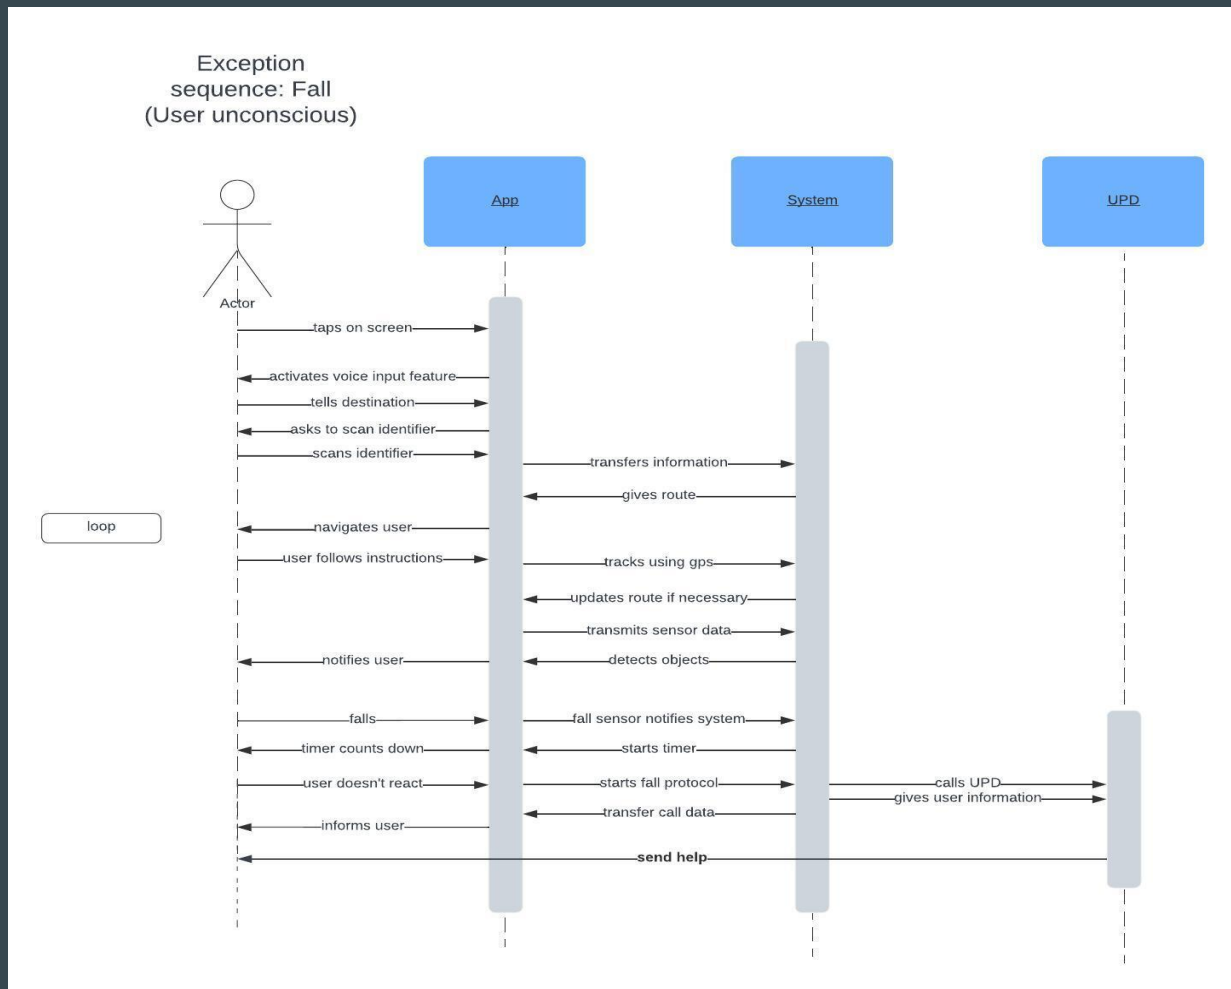 Exception
sequence: Fall
(User unconscious)
App
System
UPD
Actor
taps on screen
activates voice input feature
tells destination
asks to scan identifier
scans identifier
transfers information
gives route
loop
navigates user
user follows instructions
tracks using gps
updates route if necessary
transmits sensor data
notifies user
detects objects
falls
fall sensor notifies system
timer counts down
starts timer
user doesn't react
starts fall protocol
calls UPD
gives user information
transfer call data
informs user
send help